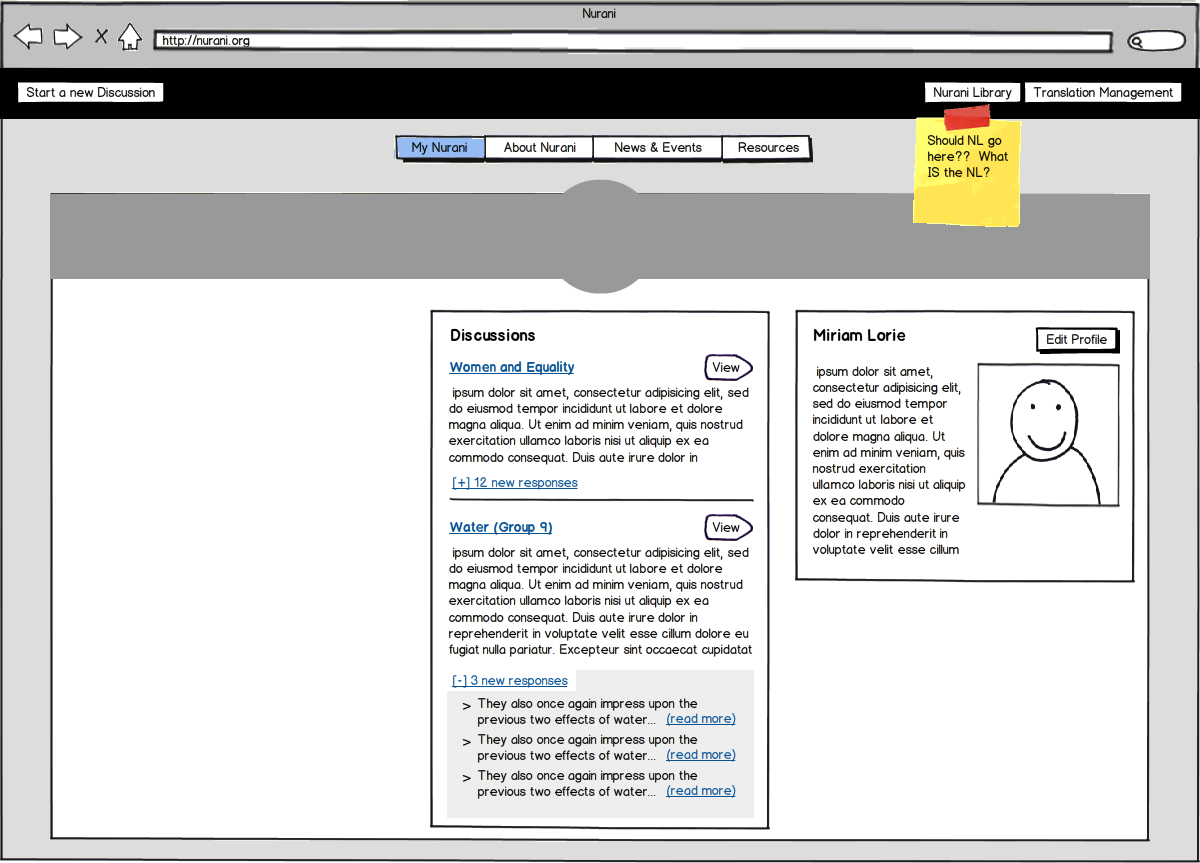 Nurani
http://nurani.org
Start a new Discussion
Nurani Library
Translation Management
Should NL go
here?? What
IS the NL?
My Nurani
About Nurani
News & Events
Resources
Discussions
Women and Equality
View
ipsum dolor sit amet, consectetur adipisicing elit, sed
do eiusmod tempor incididunt ut labore et dolore
magna aliqua. Ut enim ad minim veniam, quis nostrud
exercitation ullamco laboris nisi ut aliquip ex ea
commodo consequat. Duis aute irure dolor in
[+] 12 new responses
Water (Group 9)
View
ipsum dolor sit amet, consectetur adipisicing elit, sed
do eiusmod tempor incididunt ut labore et dolore
magna aliqua. Ut enim ad minim veniam, quis nostrud
exercitation ullamco laboris nisi ut aliquip ex ea
commodo consequat. Duis aute irure dolor in
reprehenderit in voluptate velit esse cillum dolore eu
fugiat nulla pariatur. Excepteur sint occaecat cupidatat
[-] 3 new responses
> They also once again impress upon the
previous two effects of water... (read more)
> They also once again impress upon the
previous two effects of water... (read more)
> They also once again impress upon the
previous two effects of water... (read more)
Miriam Lorie
Edit Profile
ipsum dolor sit amet,
consectetur adipisicing elit,
sed do eiusmod tempor
incididunt ut labore et
dolore magna aliqua. Ut
enim ad minim veniam, quis
nostrud exercitation
ullamco laboris nisi ut aliquip
ex ea commodo
consequat. Duis aute irure
dolor in reprehenderit in
voluptate velit esse cillum